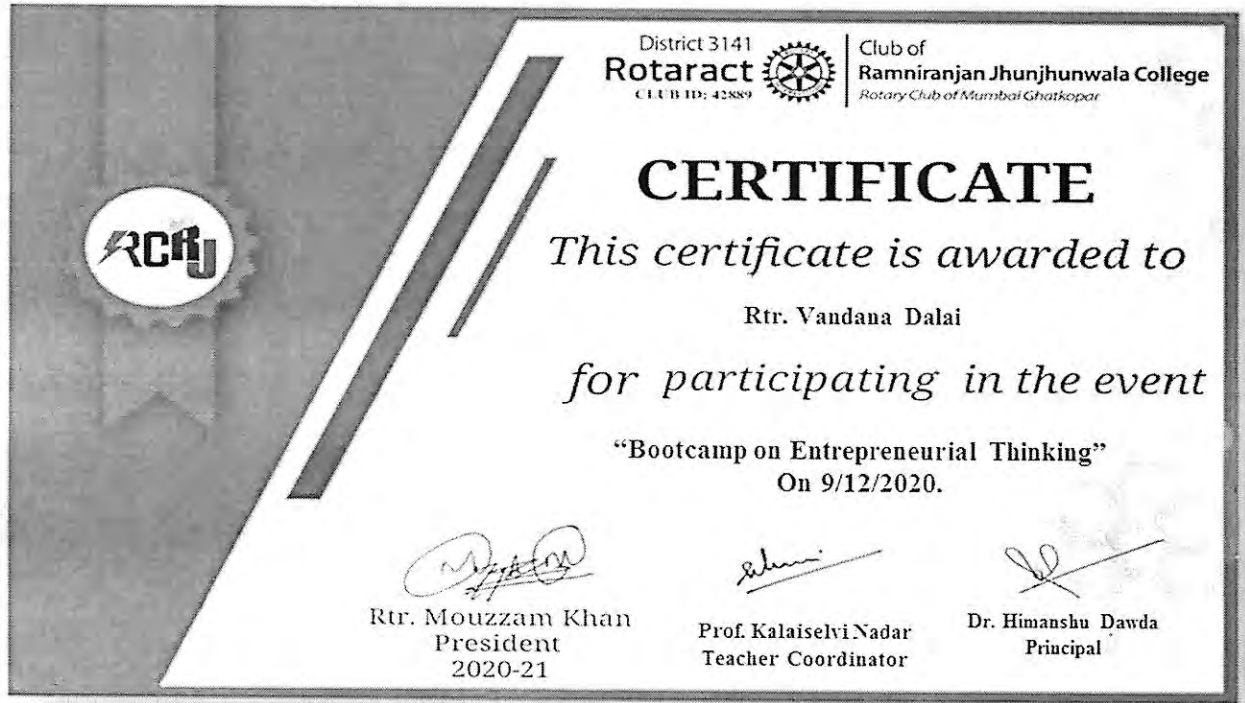 District 3141
Rotaract
CLUB ID: 42889
Club of
Ramniranjan Jhunjhunwala College
Rotary Club of Mumbai Ghatkopar
RCRJ
CERTIFICATE
This certificate is awarded to
Rtr. Vandana Dalai
for participating in the event
“Bootcamp on Entrepreneurial Thinking”
On 9/12/2020.
Rtr. Mouzzam Khan
President
2020-21
Prof. Kalaiselvi Nadar
Teacher Coordinator
Dr. Himanshu Dawda
Principal